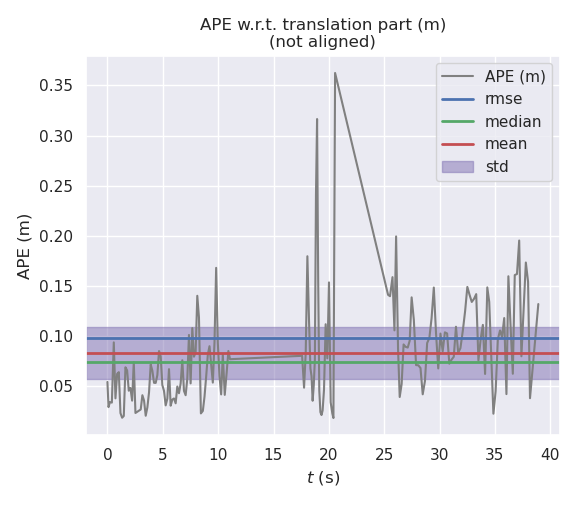 APE w.r.t. translation part (m)
(not aligned)
APE (m)
rmse
median
mean
std
APE (m)
0.35
0.30
0.25
0.20
0.15
0.10
0.05
0 5 10 15 20 25 30 35 40
t (s)